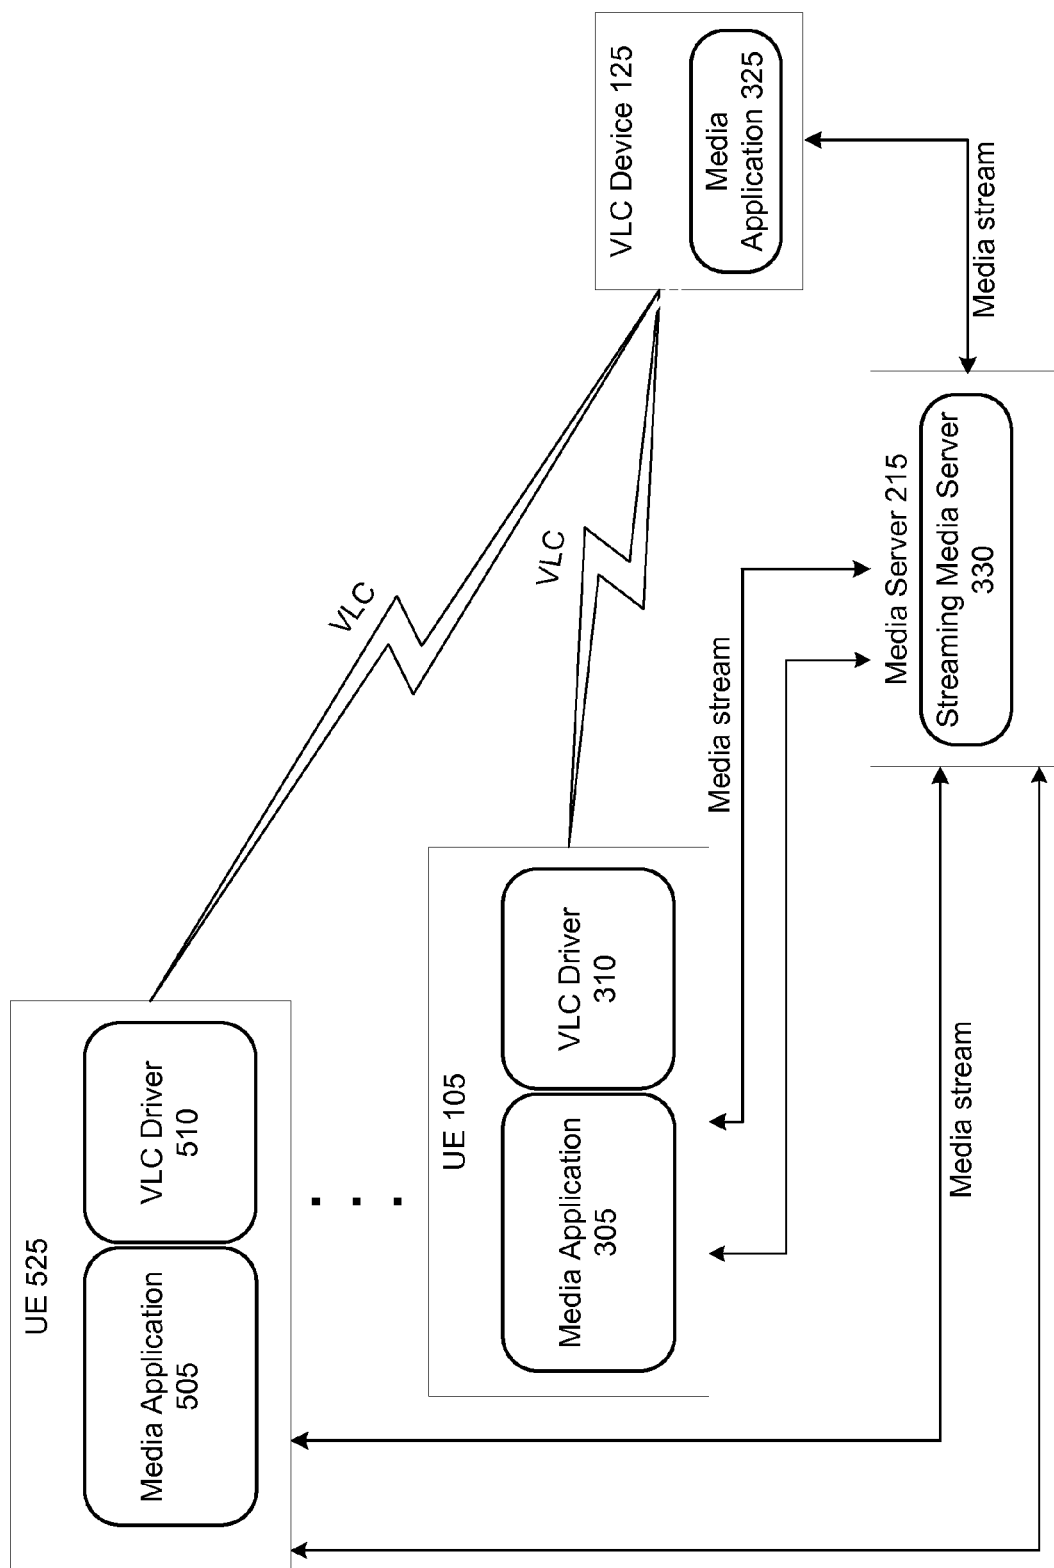 UE 525
Media Application
505
VLC Driver
510
VLC
VLC Device 125
Media
Application 325
UE 105
Media Application
305
VLC Driver
310
VLC
Media stream
Media stream
Media Server 215
Streaming Media Server
330
Media stream